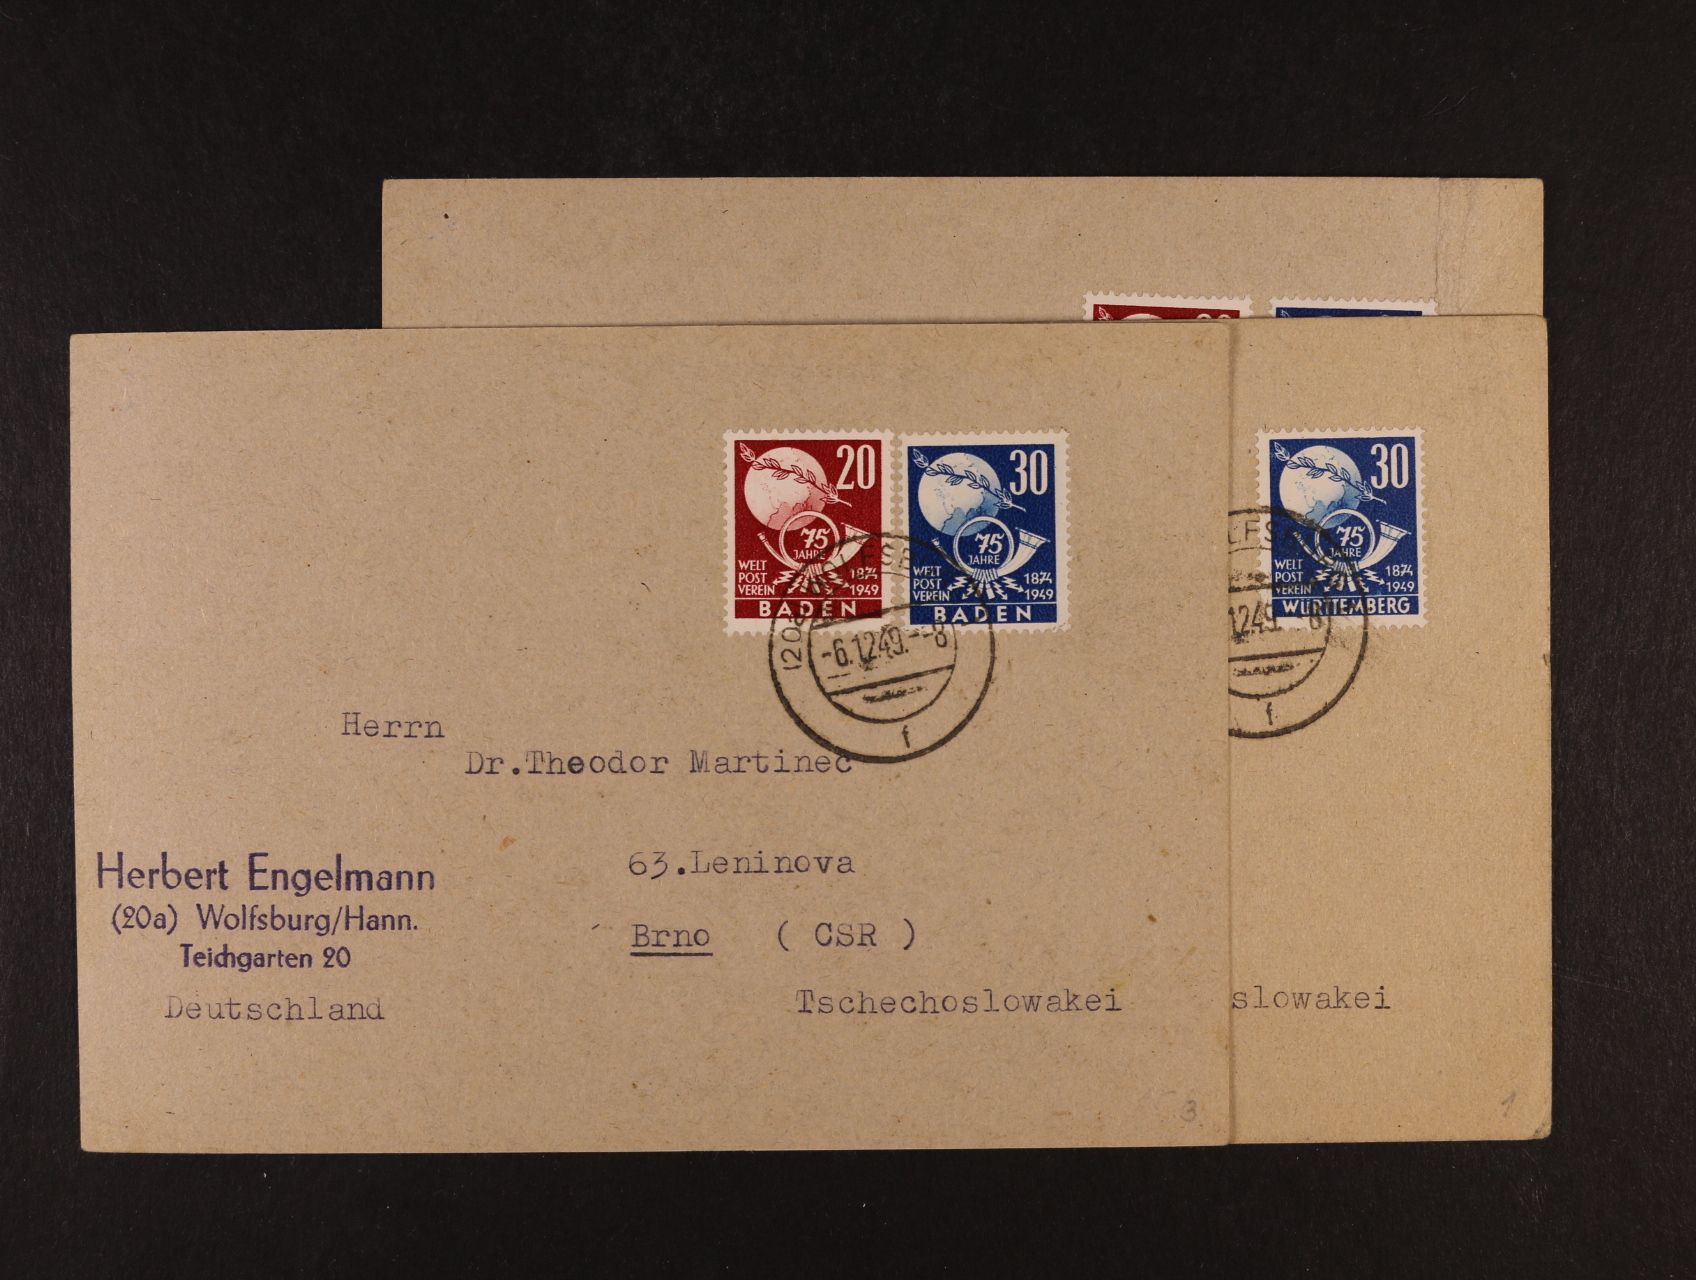 20
75
JAHRE
WELT
POST
VEREIN
1874
1949
BADEN
30
75
JAHRE
WELT
POST
VEREIN
1874
1949
BADEN
30
75
JAHRE
WELT
POST
VEREIN
1874
1949
WÜRTTEMBERG
-6.12.49.--8
f
f
Herrn
Dr.Theodor Martinec
63.Leninova
Brno ( CSR )
Tschechoslowakei
slowakei
Herbert Engelmann
(20a) Wolfsburg/Hann.
Teichgarten 20
Deutschland
3
1